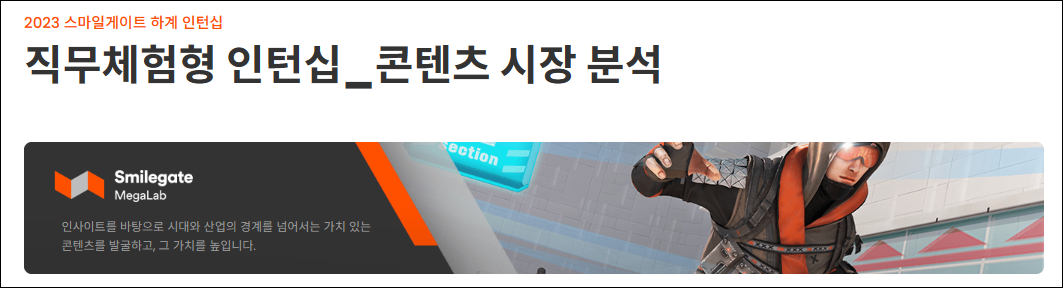 2023 스마일게이트 하계 인턴십
직무체험형 인턴십_콘텐츠 시장 분석
section
Smilegate
MegaLab
인사이트를 바탕으로 시대와 산업의 경계를 넘어서는 가치 있는
콘텐츠를 발굴하고, 그 가치를 높입니다.